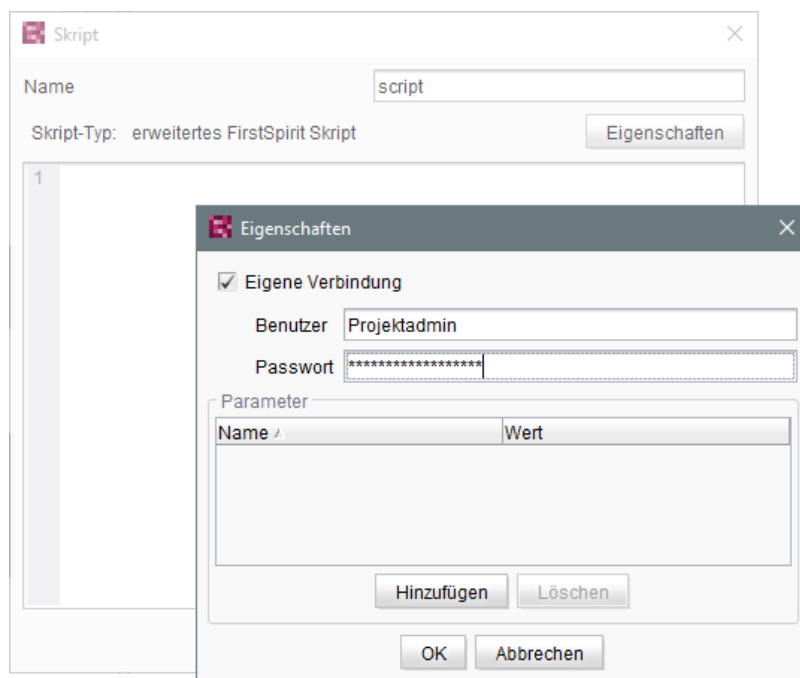 Skript
Name
script
Skript-Typ: erweitertes FirstSpirit Skript
Eigenschaften
1
Eigenschaften
Eigene Verbindung
Benutzer
Projektadmin
Passwort
******************
Parameter
Name
Wert
Hinzufügen
Löschen
OK
Abbrechen